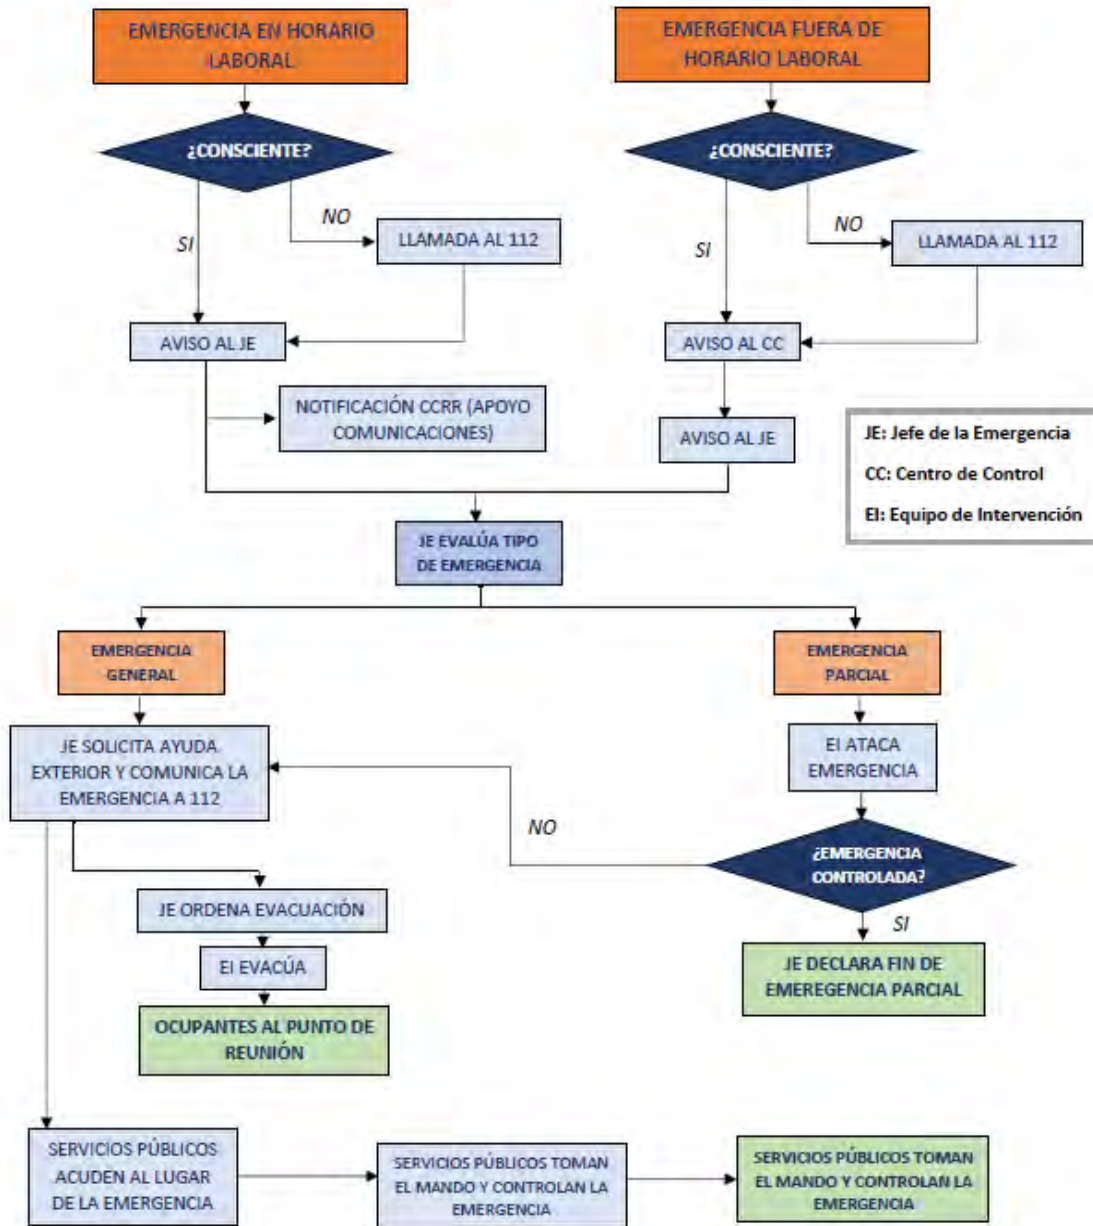 EMERGENCIA EN HORARIO
LABORAL
EMERGENCIA FUERA DE
HORARIO LABORAL
¿CONSCIENTE?
¿CONSCIENTE?
NO
SI
LLAMADA AL 112
NO
SI
LLAMADA AL 112
AVISO AL JE
AVISO AL CC
NOTIFICACIÓN CCRR (APOYO
COMUNICACIONES)
AVISO AL JE
JE: Jefe de la Emergencia
CC: Centro de Control
EI: Equipo de Intervención
JE EVALÚA TIPO
DE EMERGENCIA
EMERGENCIA
GENERAL
EMERGENCIA
PARCIAL
JE SOLICITA AYUDA
EXTERIOR Y COMUNICA LA
EMERGENCIA A 112
EI ATACA
EMERGENCIA
NO
¿EMERGENCIA
CONTROLADA?
SI
JE ORDENA EVACUACIÓN
EI EVACÚA
OCUPANTES AL PUNTO DE
REUNIÓN
JE DECLARA FIN DE
EMEREGENCIA PARCIAL
SERVICIOS PÚBLICOS
ACUDEN AL LUGAR
DE LA EMERGENCIA
SERVICIOS PÚBLICOS TOMAN
EL MANDO Y CONTROLAN LA
EMERGENCIA
SERVICIOS PÚBLICOS TOMAN
EL MANDO Y CONTROLAN LA
EMERGENCIA